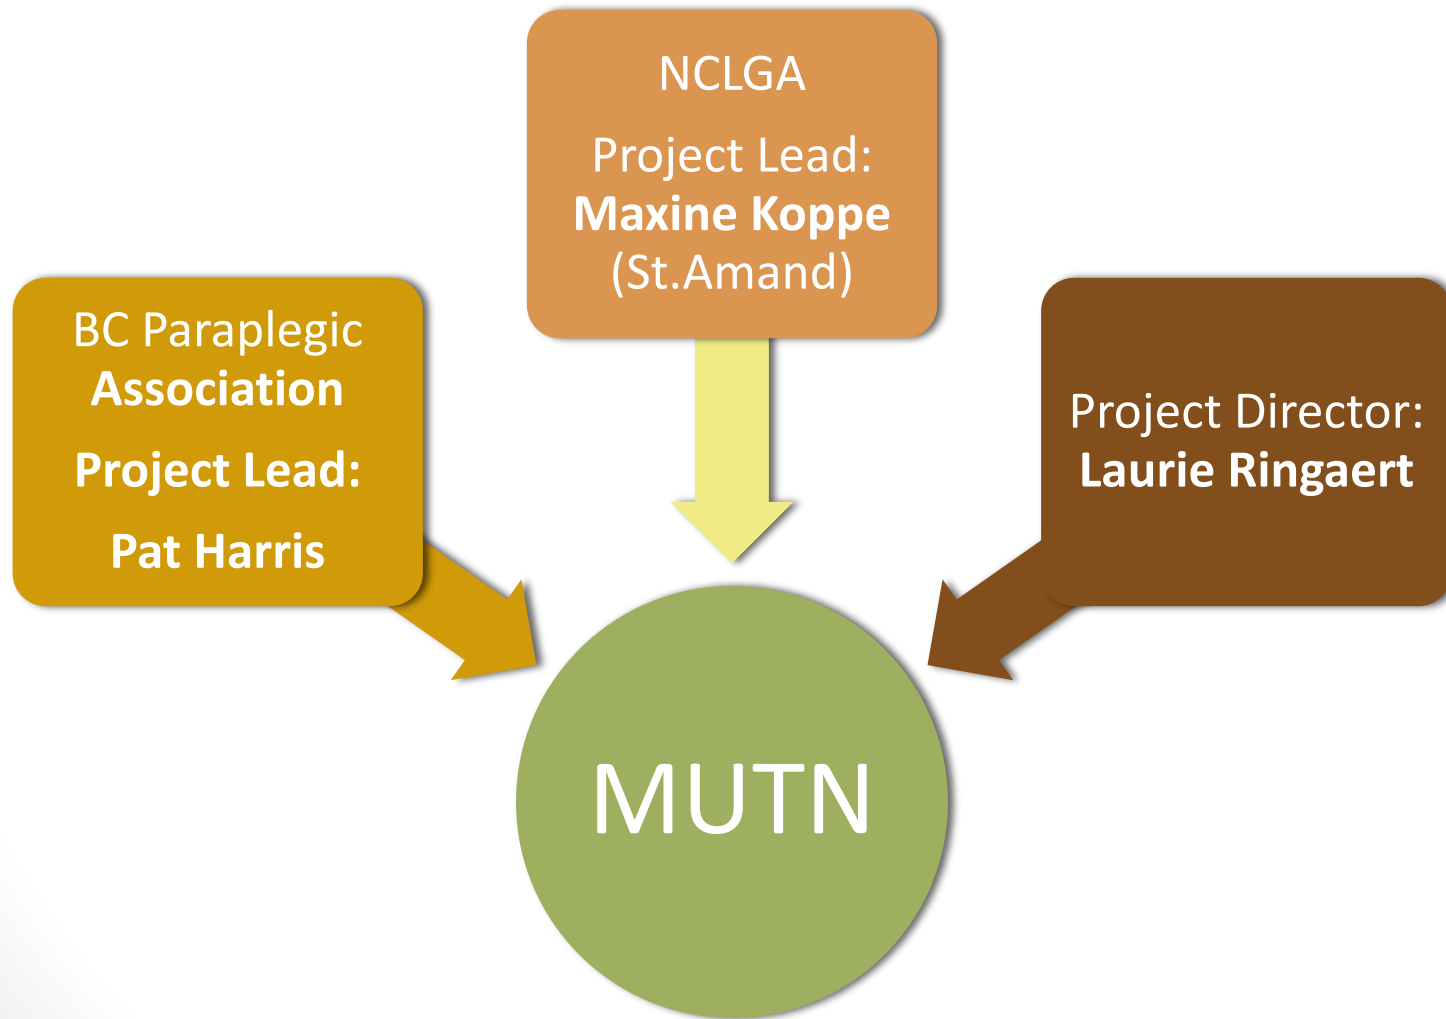 NCLGA
Project Lead:
Maxine Koppe
(St.Amand)
BC Paraplegic
Association
Project Lead:
Pat Harris
Project Director:
Laurie Ringaert
MUTN